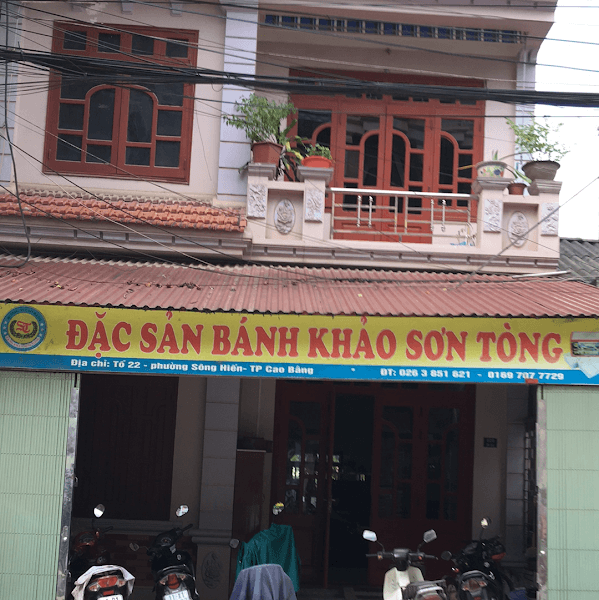 ĐẶC SẢN BÁNH KHẢO SƠN TÒNG
Địa chỉ: Tổ 22 - phường Sông Hiến- TP Cao Bằng ĐT: 026 3 851 621 - 0169 707 7729